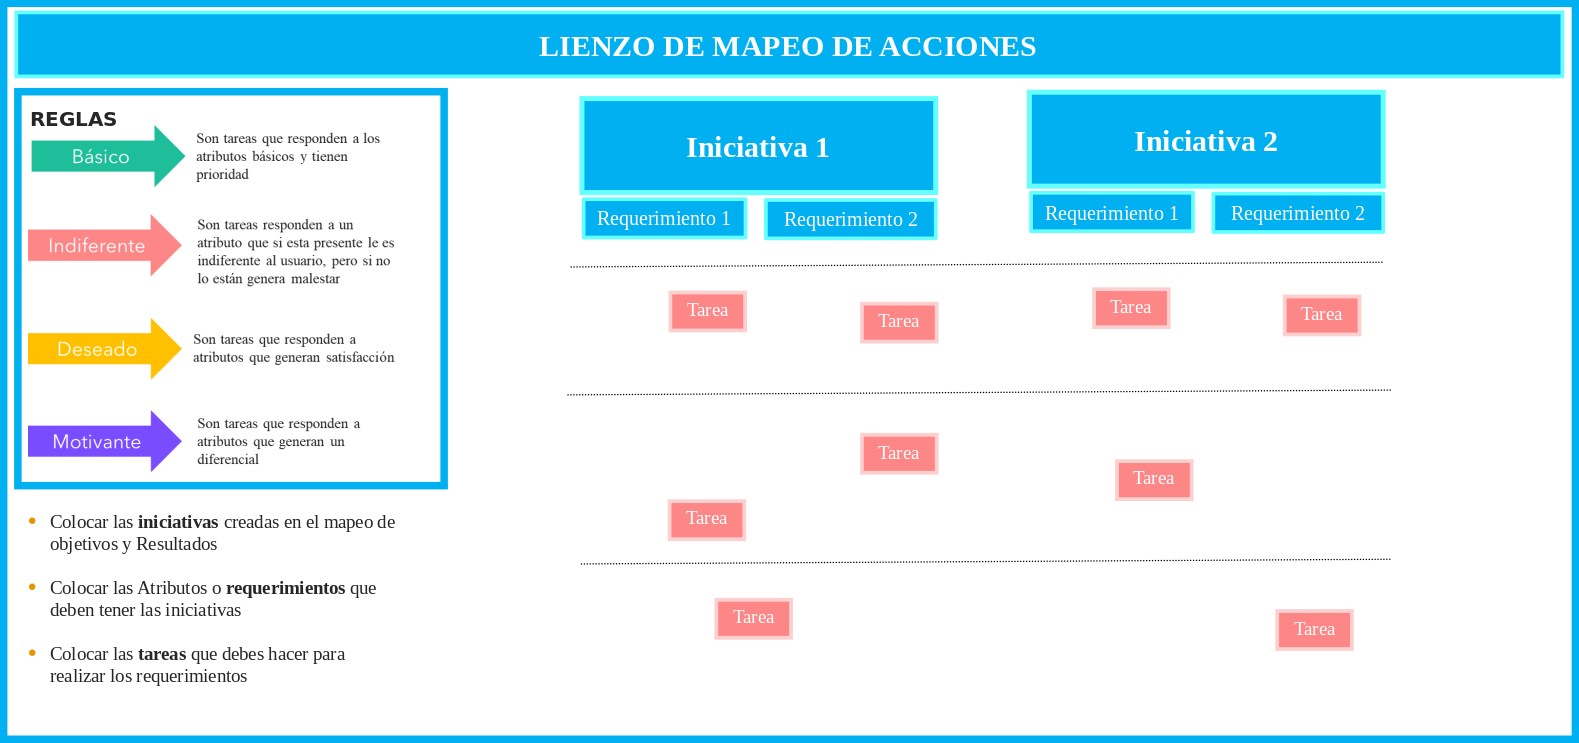 LIENZO DE MAPEO DE ACCIONES
REGLAS
Básico
Son tareas que responden a los
atributos básicos y tienen
prioridad
Indiferente
Son tareas responden a un
atributo que si esta presente le es
indiferente al usuario, pero si no
lo están genera malestar
Deseado
Son tareas que responden a
atributos que generan satisfacción
Motivante
Son tareas que responden a
atributos que generan un
diferencial
• Colocar las iniciativas creadas en el mapeo de
objetivos y Resultados
• Colocar las Atributos o requerimientos que
deben tener las iniciativas
• Colocar las tareas que debes hacer para
realizar los requerimientos
Iniciativa 1
Iniciativa 2
Requerimiento 1
Requerimiento 2
Requerimiento 1
Requerimiento 2
Tarea
Tarea
Tarea
Tarea
Tarea
Tarea
Tarea
Tarea
Tarea